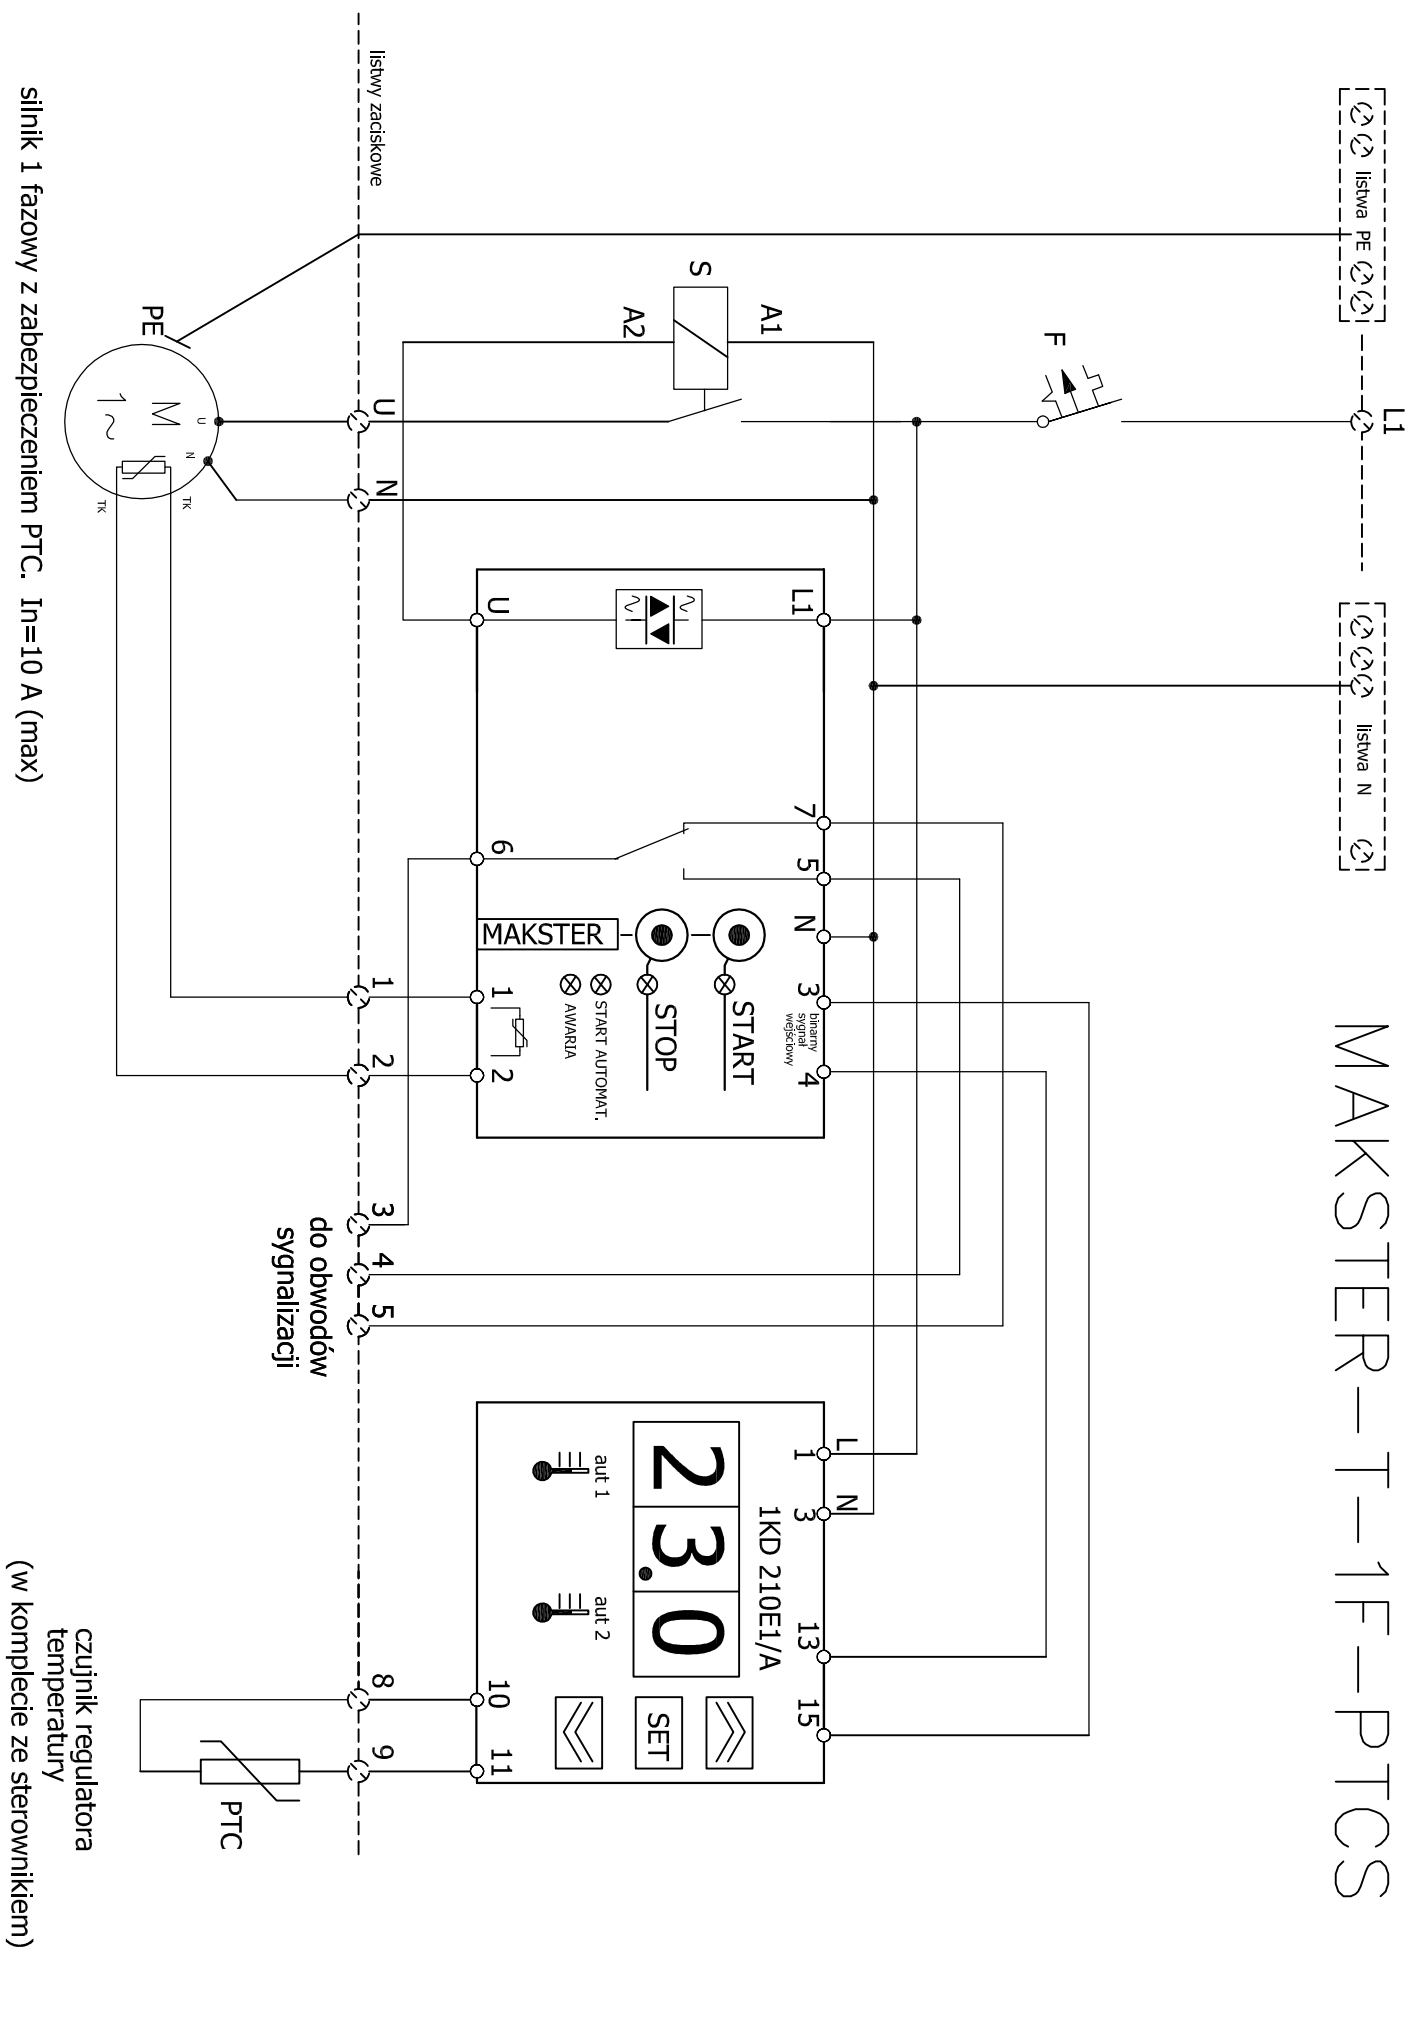 MAKSTER-T-1F-PTCS
L1
listwa PE
listwa N
F
A1
S
A2
L1
7
5
N
3
binarny
sygnał
wejściowy
4
START
STOP
START AUTOMAT.
AWARIA
MAKSTER
U
6
1
2
L
N
1
3
13
15
1KD 210E1/A
23.0
aut 1
aut 2
SET
10
11
listwy zaciskowe
U
N
1
2
3
4
5
8
9
do obwodów
sygnalizacji
PE
M
1~
U
N
TK
TK
PTC
czujnik regulatora
temperatury
(w komplecie ze sterownikiem)
silnik 1 fazowy z zabezpieczeniem PTC. In=10 A (max)